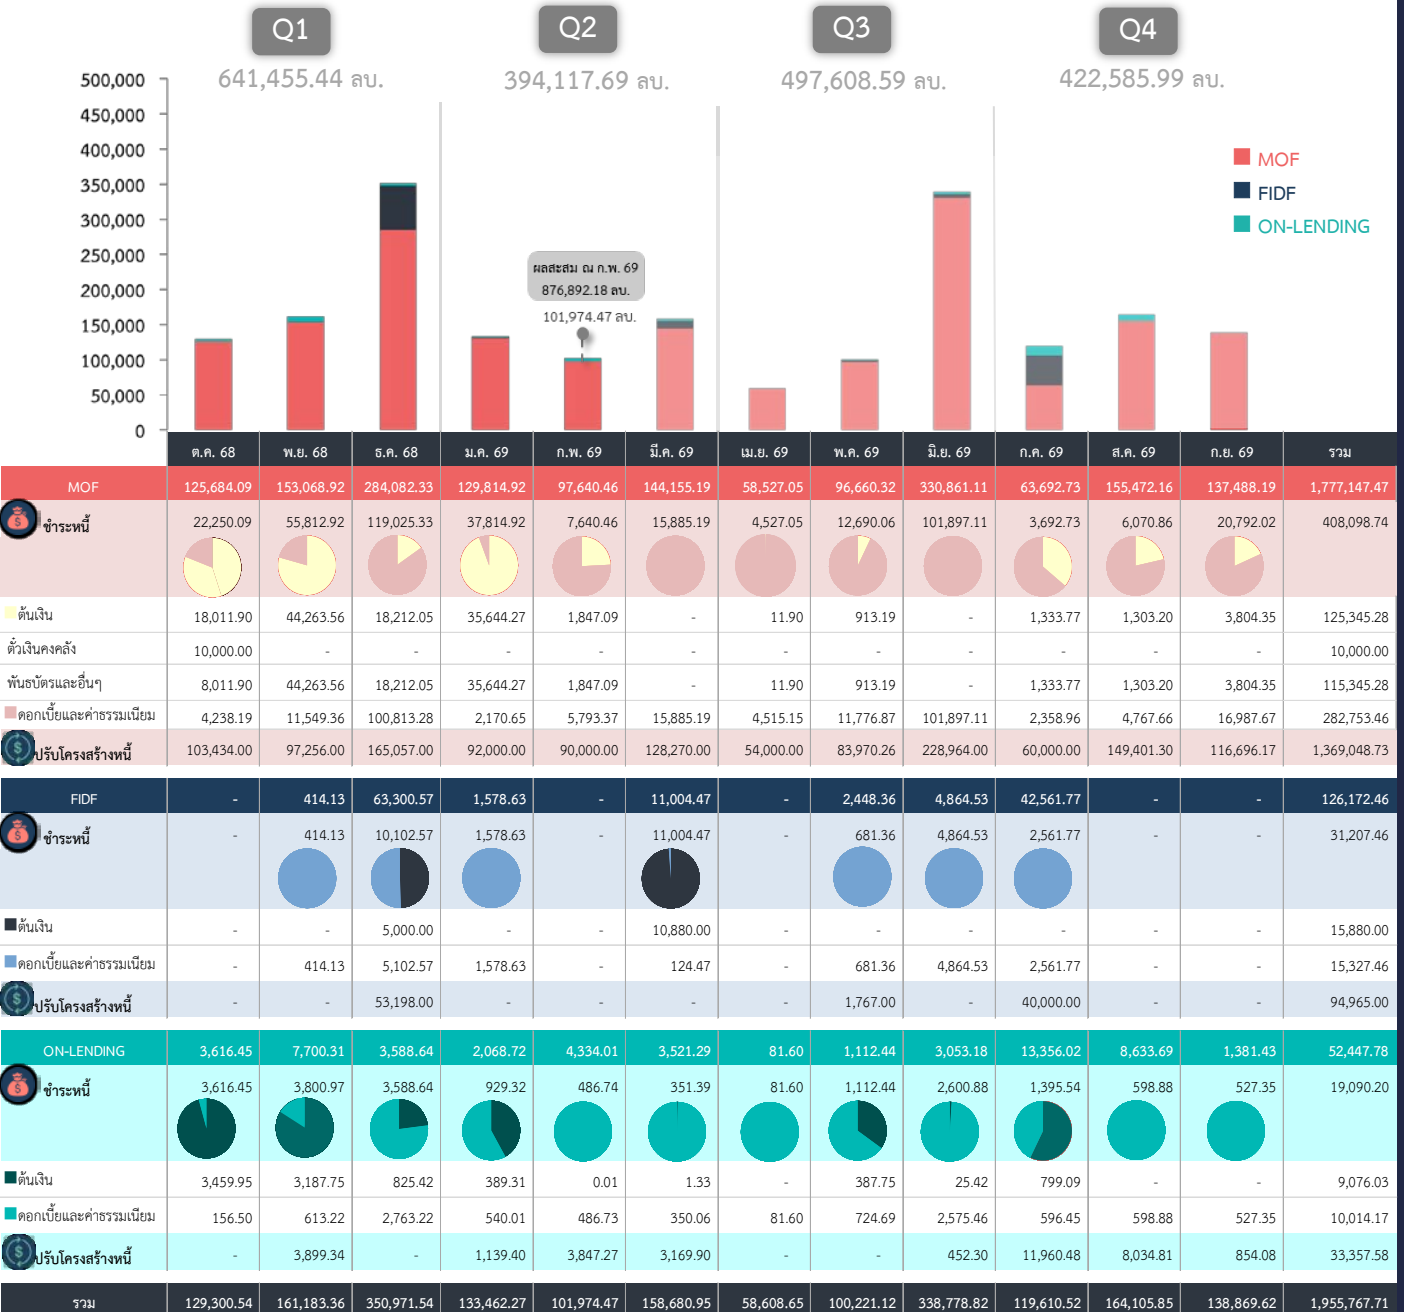 Q1 Q2 Q3 Q4
641,455.44 ลบ. 394,117.69 ลบ. 497,608.59 ลบ. 422,585.99 ลบ.
500,000
450,000
400,000
350,000
300,000
250,000
200,000
150,000
100,000
50,000
0
MOF
FIDF
ON-LENDING
ผลสะสม ณ ก.พ. 69
876,892.18 ลบ.
101,974.47 ลบ.
ต.ค. 68 พ.ย. 68 ธ.ค. 68 ม.ค. 69 ก.พ. 69 มี.ค. 69 เม.ย. 69 พ.ค. 69 มิ.ย. 69 ก.ค. 69 ส.ค. 69 ก.ย. 69 รวม
MOF 125,684.09 153,068.92 284,082.33 129,814.92 97,640.46 144,155.19 58,527.05 96,660.32 330,861.11 63,692.73 155,472.16 137,488.19 1,777,147.47
ชำระหนี้ 22,250.09 55,812.92 119,025.33 37,814.92 7,640.46 15,885.19 4,527.05 12,690.06 101,897.11 3,692.73 6,070.86 20,792.02 408,098.74
ต้นเงิน 18,011.90 44,263.56 18,212.05 35,644.27 1,847.09 - 11.90 913.19 - 1,333.77 1,303.20 3,804.35 125,345.28
ตั๋วเงินคงคลัง 10,000.00 - - - - - - - - - - - 10,000.00
พันธบัตรและอื่นๆ 8,011.90 44,263.56 18,212.05 35,644.27 1,847.09 - 11.90 913.19 - 1,333.77 1,303.20 3,804.35 115,345.28
ดอกเบี้ยและค่าธรรมเนียม 4,238.19 11,549.36 100,813.28 2,170.65 5,793.37 15,885.19 4,515.15 11,776.87 101,897.11 2,358.96 4,767.66 16,987.67 282,753.46
ปรับโครงสร้างหนี้ 103,434.00 97,256.00 165,057.00 92,000.00 90,000.00 128,270.00 54,000.00 83,970.26 228,964.00 60,000.00 149,401.30 116,696.17 1,369,048.73
FIDF - 414.13 63,300.57 1,578.63 - 11,004.47 - 2,448.36 4,864.53 42,561.77 - - 126,172.46
ชำระหนี้ - 414.13 10,102.57 1,578.63 - 11,004.47 - 681.36 4,864.53 2,561.77 - - 31,207.46
ต้นเงิน - - 5,000.00 - - 10,880.00 - - - - - - 15,880.00
ดอกเบี้ยและค่าธรรมเนียม - 414.13 5,102.57 1,578.63 - 124.47 - 681.36 4,864.53 2,561.77 - - 15,327.46
ปรับโครงสร้างหนี้ - - 53,198.00 - - - - 1,767.00 - 40,000.00 - - 94,965.00
ON-LENDING 3,616.45 7,700.31 3,588.64 2,068.72 4,334.01 3,521.29 81.60 1,112.44 3,053.18 13,356.02 8,633.69 1,381.43 52,447.78
ชำระหนี้ 3,616.45 3,800.97 3,588.64 929.32 486.74 351.39 81.60 1,112.44 2,600.88 1,395.54 598.88 527.35 19,090.20
ต้นเงิน 3,459.95 3,187.75 825.42 389.31 0.01 1.33 - 387.75 25.42 799.09 - - 9,076.03
ดอกเบี้ยและค่าธรรมเนียม 156.50 613.22 2,763.22 540.01 486.73 350.06 81.60 724.69 2,575.46 596.45 598.88 527.35 10,014.17
ปรับโครงสร้างหนี้ - 3,899.34 - 1,139.40 3,847.27 3,169.90 - - 452.30 11,960.48 8,034.81 854.08 33,357.58
รวม 129,300.54 161,183.36 350,971.54 133,462.27 101,974.47 158,680.95 58,608.65 100,221.12 338,778.82 119,610.52 164,105.85 138,869.62 1,955,767.71